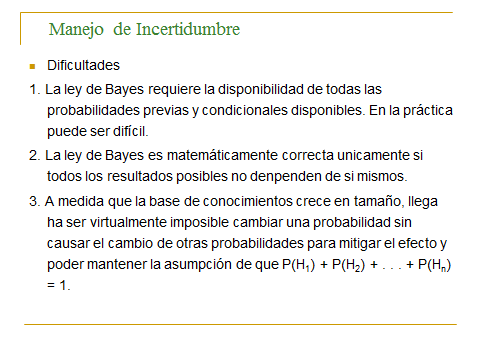 Manejo de Incertidumbre
Dificultades
1. La ley de Bayes requiere la disponibilidad de todas las
probabilidades previas y condicionales disponibles. En la práctica
puede ser difícil.
2. La ley de Bayes es matemáticamente correcta unicamente si
todos los resultados posibles no denpenden de si mismos.
3. A medida que la base de conocimientos crece en tamaño, llega
ha ser virtualmente imposible cambiar una probabilidad sin
causar el cambio de otras probabilidades para mitigar el efecto y
poder mantener la asumpción de que P(H₁) + P(H₂) + . . . + P(Hₙ)
= 1.